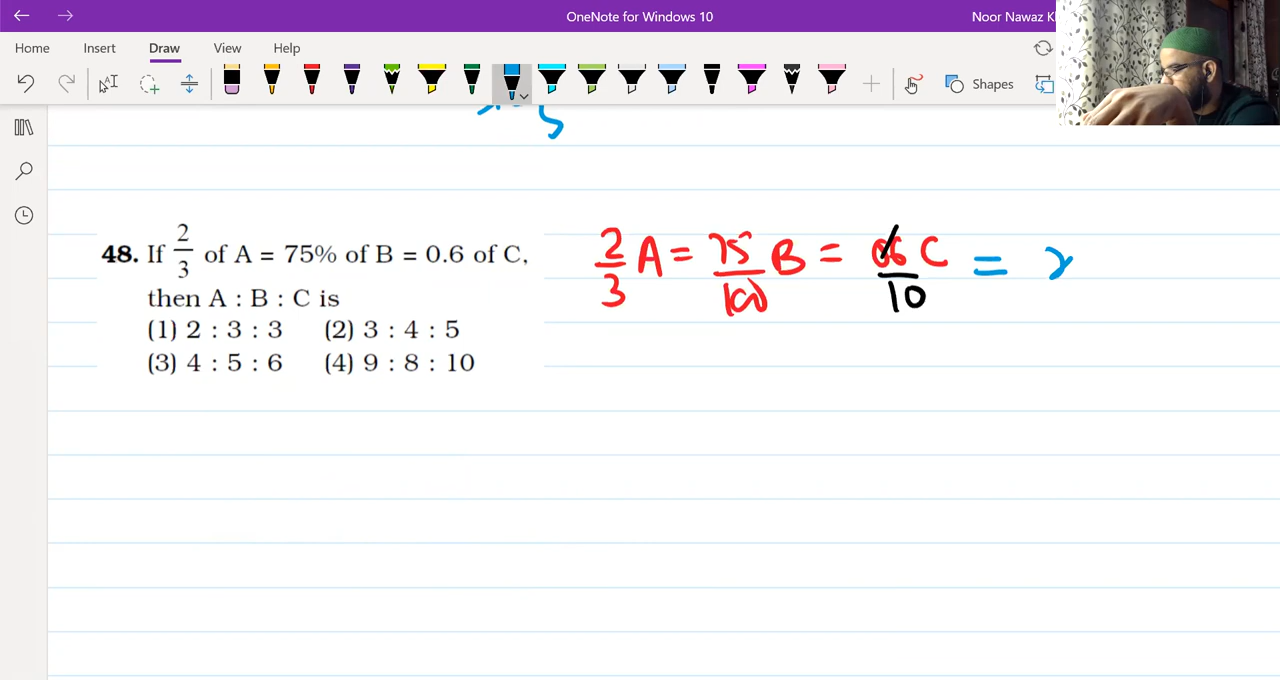 OneNote for Windows 10
Noor Nawaz Kh
Home Insert Draw View Help
Shapes
48. If 2/3 of A = 75% of B = 0.6 of C,
then A : B : C is
(1) 2 : 3 : 3 (2) 3 : 4 : 5
(3) 4 : 5 : 6 (4) 9 : 8 : 10
2/3 A = 75/100 B = 06/10 C = x